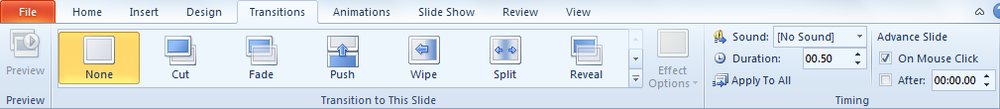 File Home Insert Design Transitions Animations Slide Show Review View
Preview
None Cut Fade Push Wipe Split Reveal
Effect
Options
Sound: [No Sound]
Duration: 00.50
Apply To All
Advance Slide
On Mouse Click
After: 00:00.00
Preview Transition to This Slide Timing